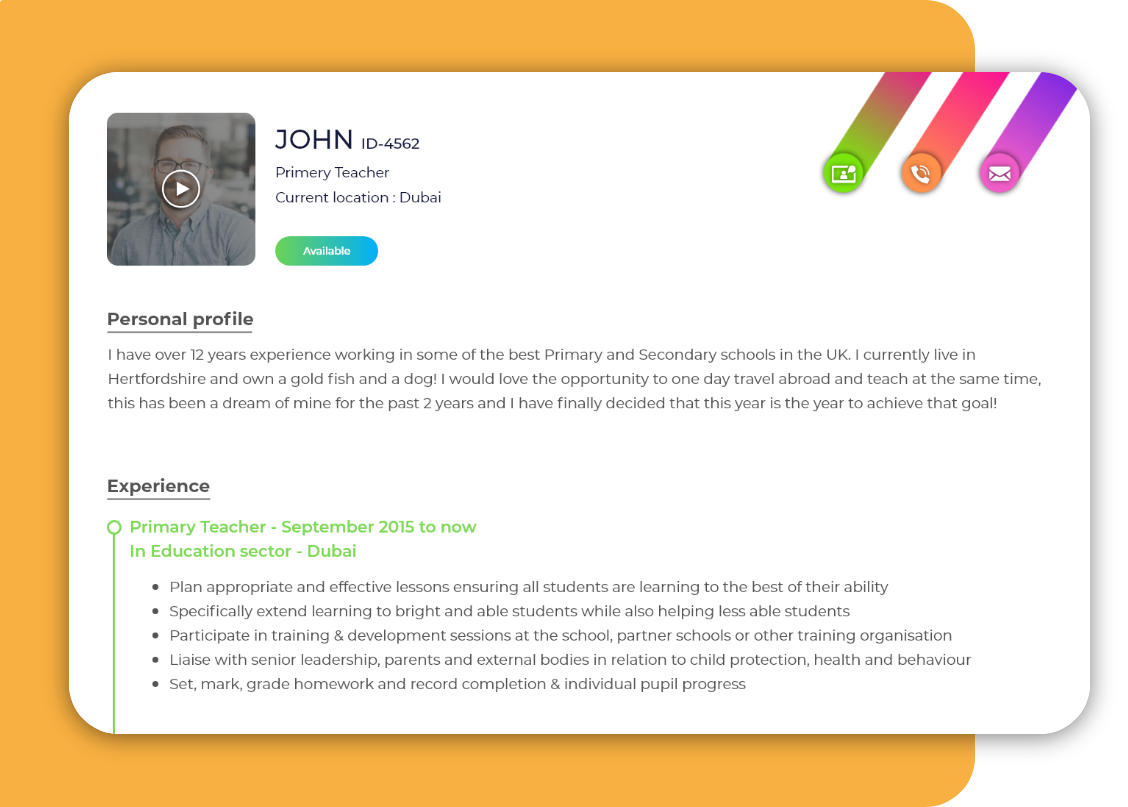 JOHN ID-4562
Primery Teacher
Current location : Dubai
Available
Personal profile
I have over 12 years experience working in some of the best Primary and Secondary schools in the UK. I currently live in
Hertfordshire and own a gold fish and a dog! I would love the opportunity to one day travel abroad and teach at the same time,
this has been a dream of mine for the past 2 years and I have finally decided that this year is the year to achieve that goal!
Experience
Primary Teacher - September 2015 to now
In Education sector - Dubai
• Plan appropriate and effective lessons ensuring all students are learning to the best of their ability
• Specifically extend learning to bright and able students while also helping less able students
• Participate in training & development sessions at the school, partner schools or other training organisation
• Liaise with senior leadership, parents and external bodies in relation to child protection, health and behaviour
• Set, mark, grade homework and record completion & individual pupil progress